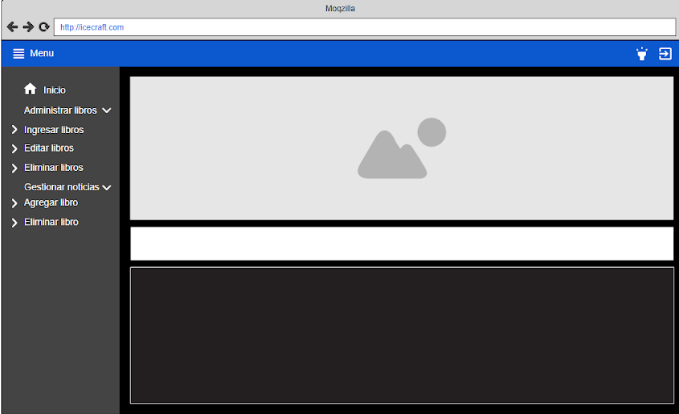 Moqzilla
http://icecraft.com
Menu
Inicio
Administrar libros
Ingresar libros
Editar libros
Eliminar libros
Gestionar noticias
Agregar libro
Eliminar libro